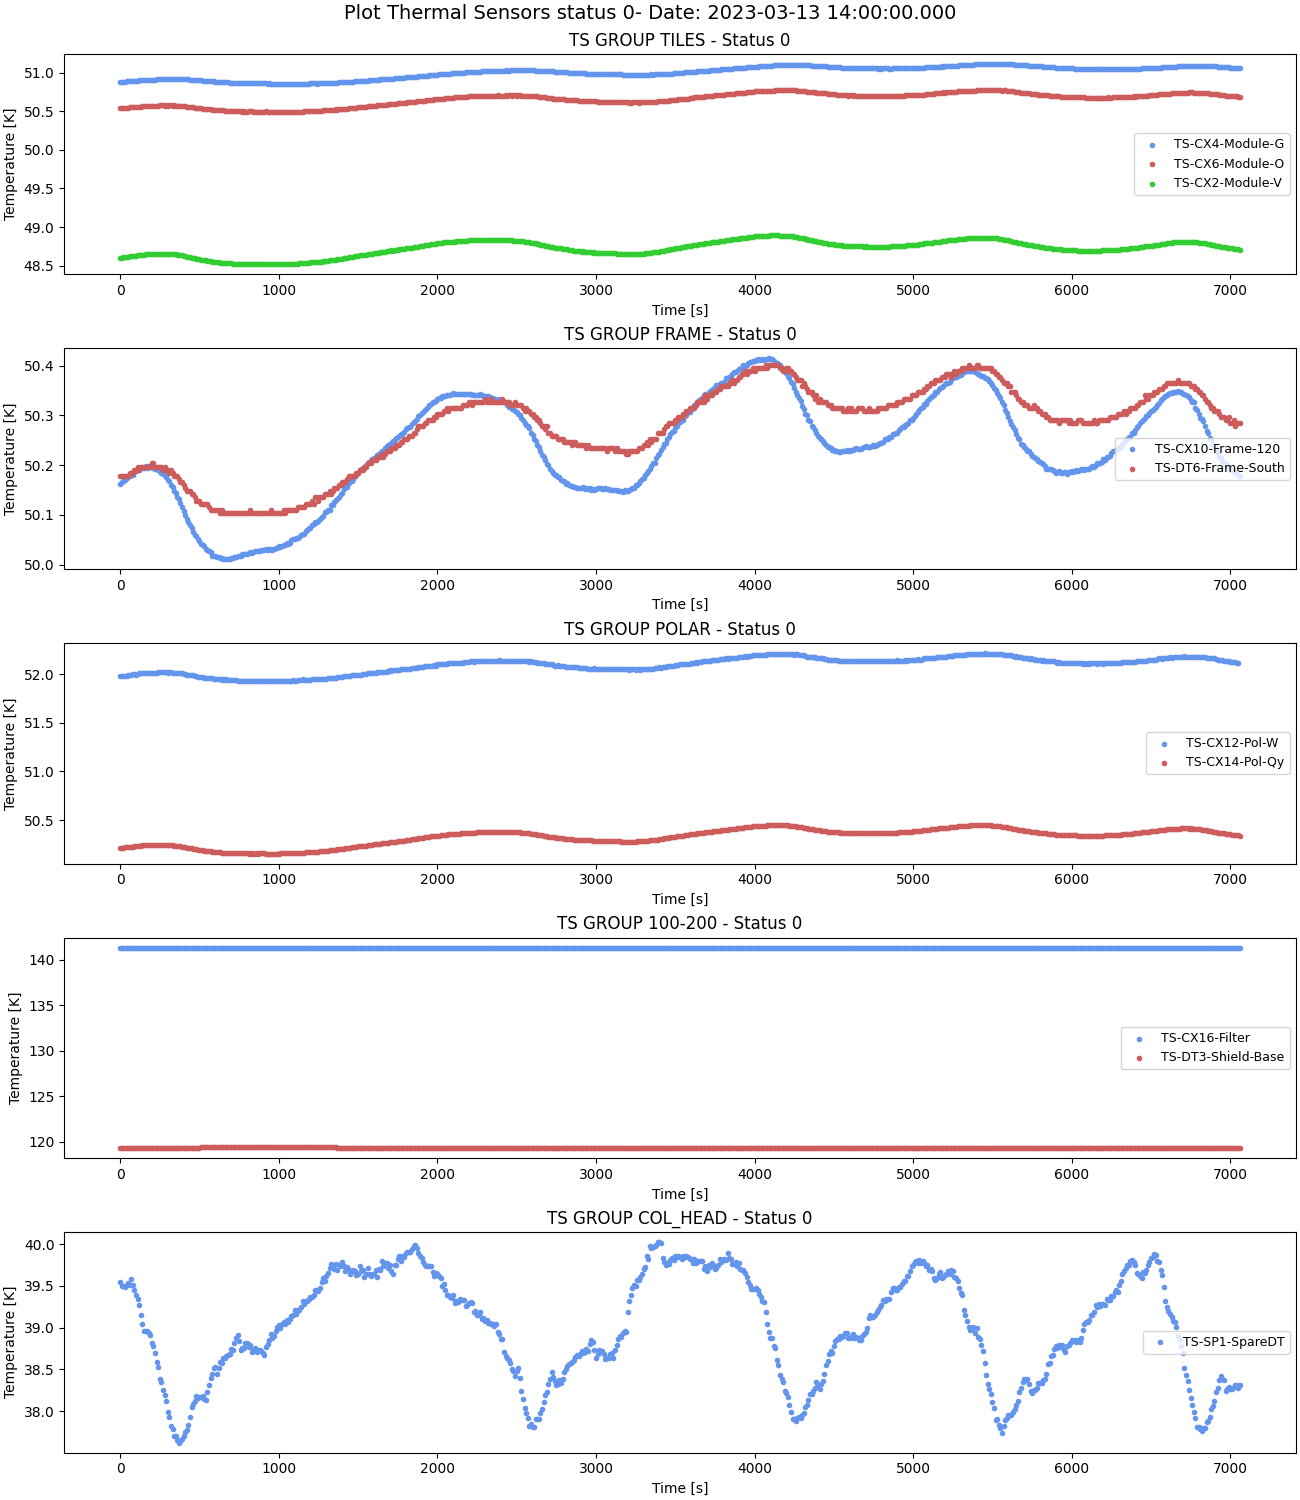 Plot Thermal Sensors status 0- Date: 2023-03-13 14:00:00.000
TS GROUP TILES - Status 0
Temperature [K]
51.0
50.5
50.0
49.5
49.0
48.5
TS-CX4-Module-G
TS-CX6-Module-O
TS-CX2-Module-V
0 1000 2000 3000 4000 5000 6000 7000
Time [s]
TS GROUP FRAME - Status 0
Temperature [K]
50.4
50.3
50.2
50.1
50.0
TS-CX10-Frame-120
TS-DT6-Frame-South
0 1000 2000 3000 4000 5000 6000 7000
Time [s]
TS GROUP POLAR - Status 0
Temperature [K]
52.0
51.5
51.0
50.5
TS-CX12-Pol-W
TS-CX14-Pol-Qy
0 1000 2000 3000 4000 5000 6000 7000
Time [s]
TS GROUP 100-200 - Status 0
Temperature [K]
140
135
130
125
120
TS-CX16-Filter
TS-DT3-Shield-Base
0 1000 2000 3000 4000 5000 6000 7000
Time [s]
TS GROUP COL_HEAD - Status 0
Temperature [K]
40.0
39.5
39.0
38.5
38.0
TS-SP1-SpareDT
0 1000 2000 3000 4000 5000 6000 7000
Time [s]